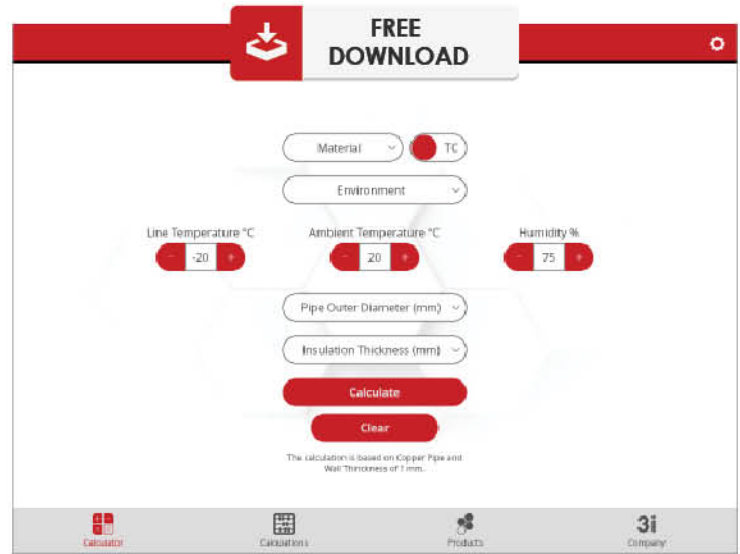 FREE
DOWNLOAD
Material TC
Environment
Line Temperature °C Ambient Temperature °C Humidity %
- -20 + - 20 + - 75 +
Pipe Outer Diameter (mm)
Insulation Thickness (mm)
Calculate
Clear
The calculation is based on Copper Pipe and
Wall Thinckness of 1 mm.
Calculator Calculations Products 3i Company